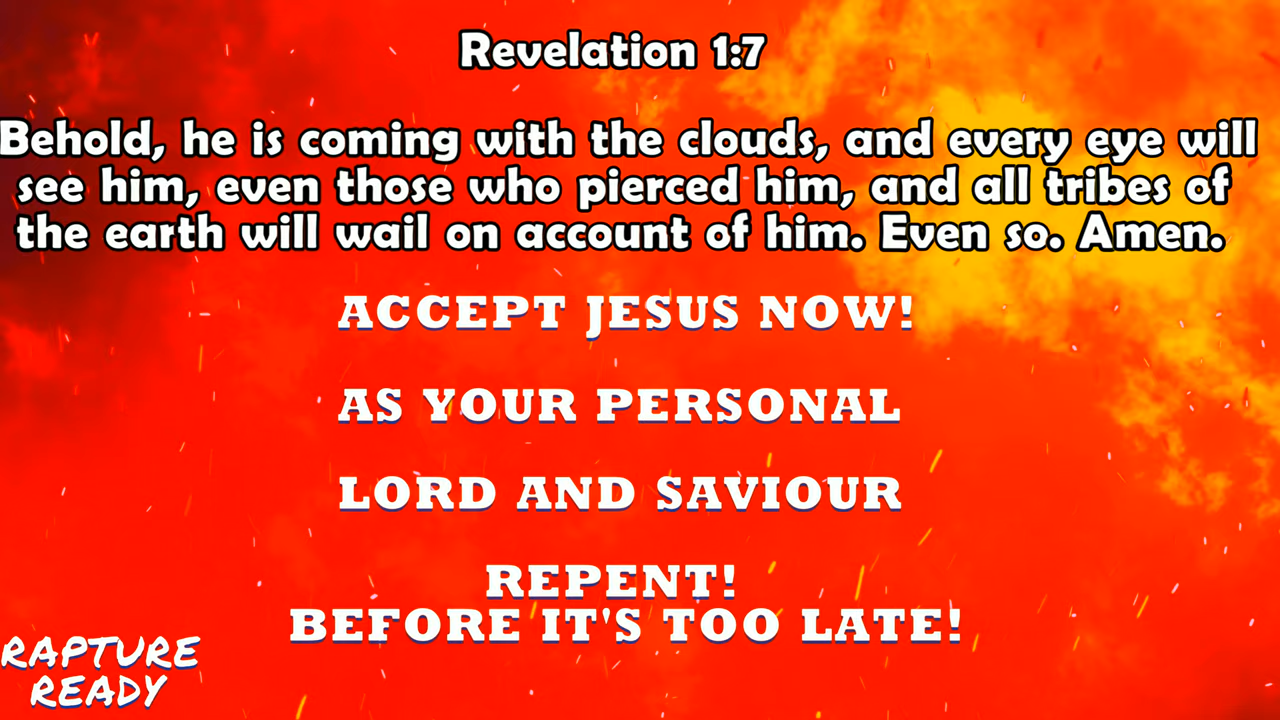 Revelation 1:7
Behold, he is coming with the clouds, and every eye will
see him, even those who pierced him, and all tribes of
the earth will wail on account of him. Even so. Amen.
ACCEPT JESUS NOW!
AS YOUR PERSONAL
LORD AND SAVIOUR
REPENT!
BEFORE IT'S TOO LATE!
RAPTURE
READY